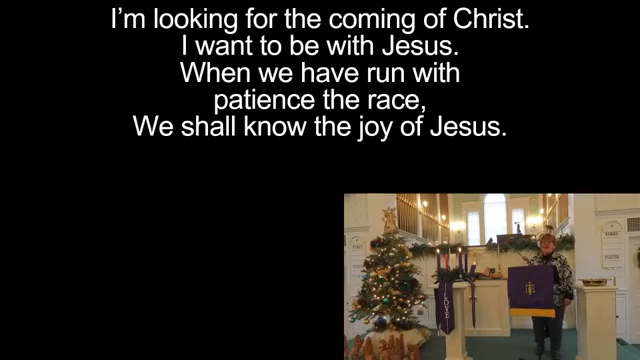 I'm looking for the coming of Christ.
I want to be with Jesus.
When we have run with
patience the race,
We shall know the joy of Jesus.
LOVE